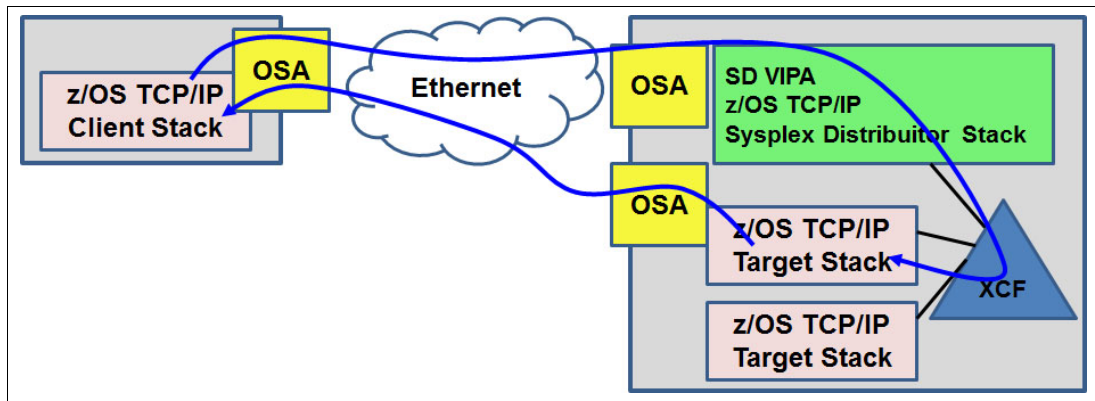 OSA
z/OS TCP/IP
Client Stack
Ethernet
OSA
SD VIPA
z/OS TCP/IP
Sysplex Distribuitor Stack
OSA
z/OS TCP/IP
Target Stack
XCF
z/OS TCP/IP
Target Stack